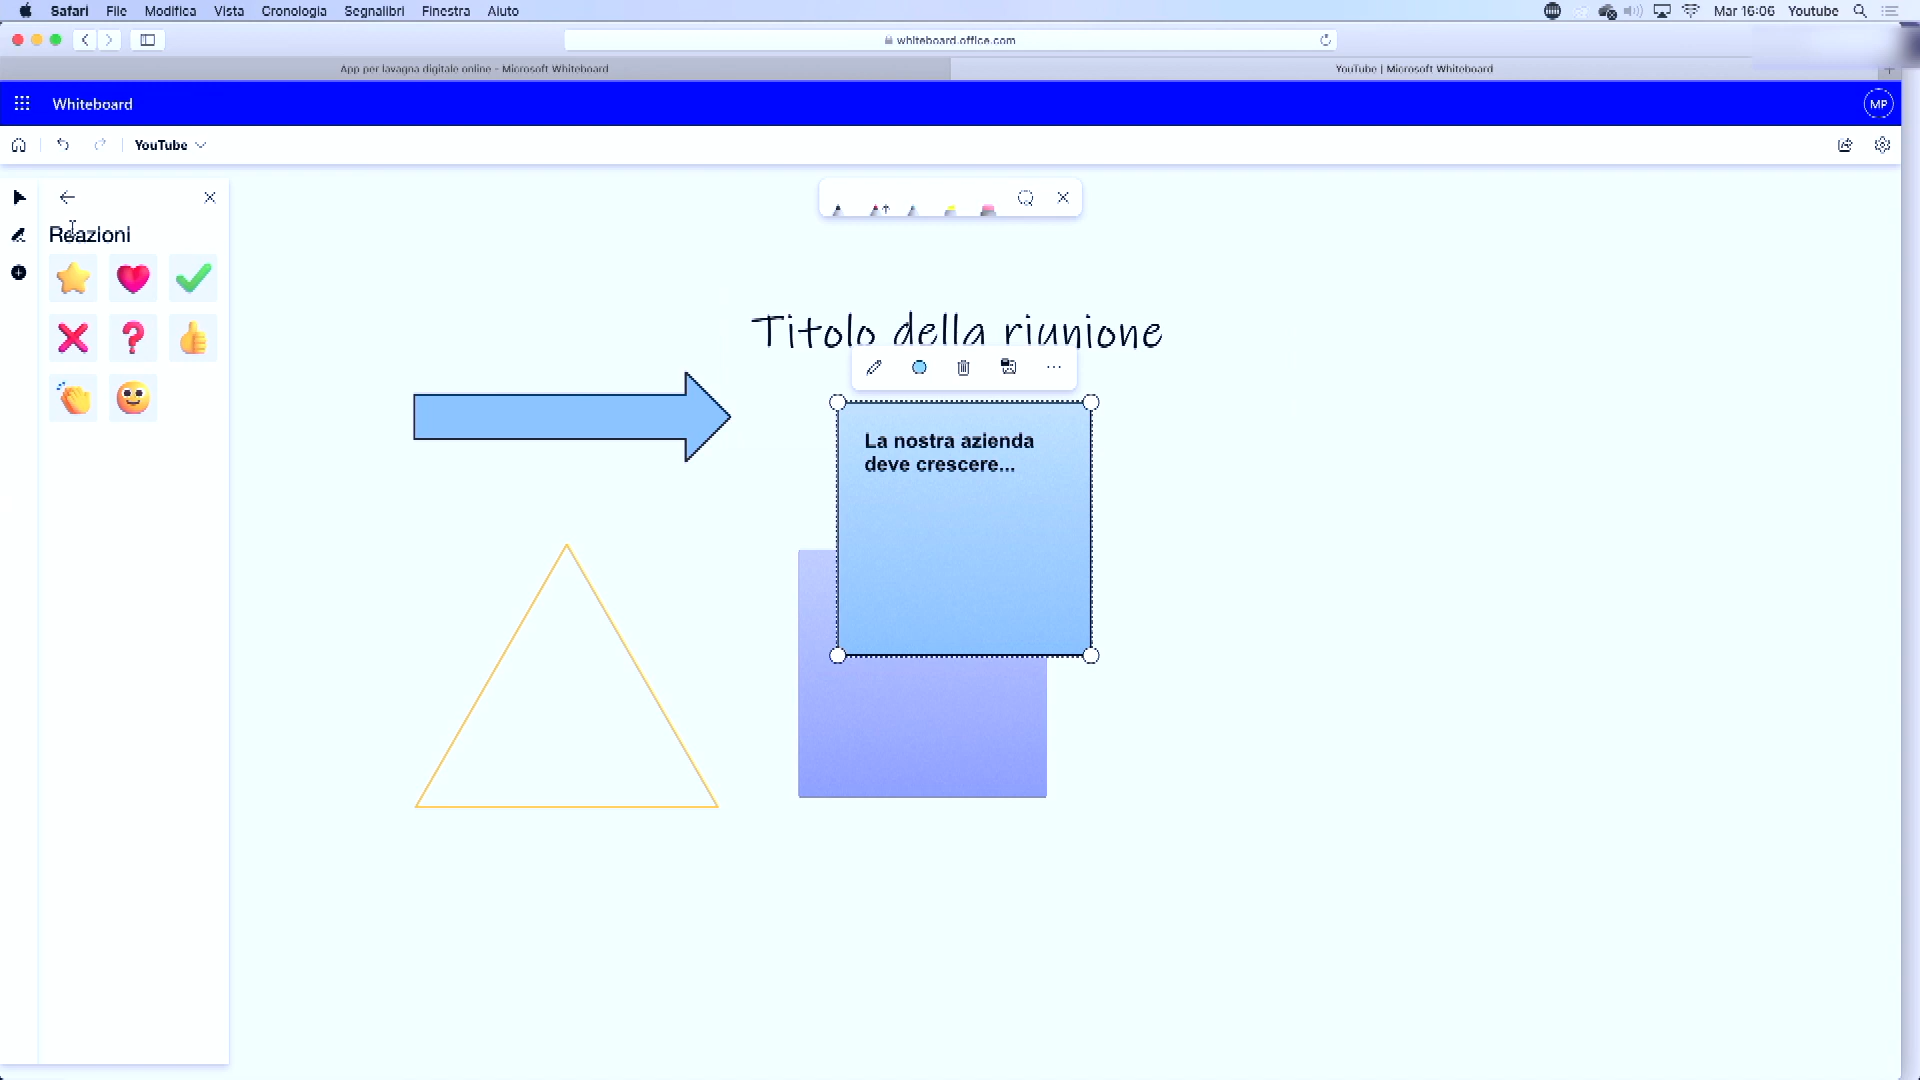 Safari File Modifica Vista Cronologia Segnalibri Finestra Aiuto Mar 16:06 Youtube
whiteboard.office.com
App per lavagna digitale online - Microsoft Whiteboard YouTube | Microsoft Whiteboard
Whiteboard MP
YouTube
Reazioni
Titolo della riunione
La nostra azienda
deve crescere...